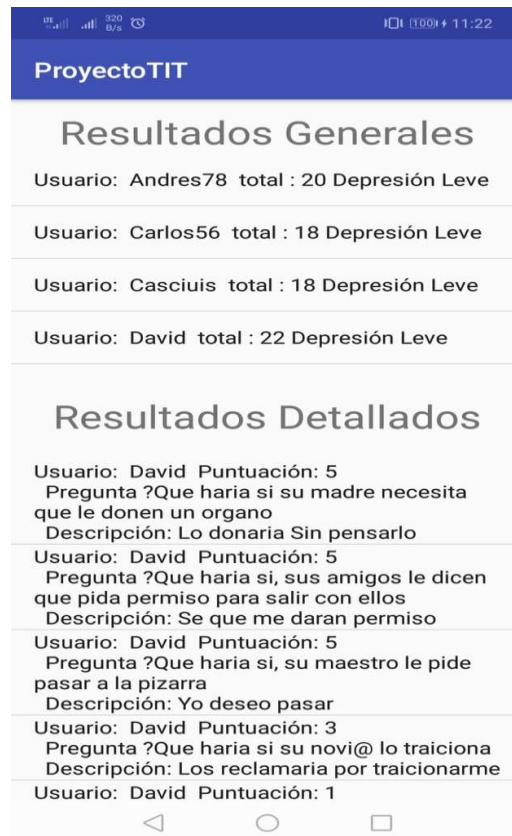 LTE 320 B/s 100 11:22
ProyectoTIT
Resultados Generales
Usuario: Andres78 total : 20 Depresión Leve
Usuario: Carlos56 total : 18 Depresión Leve
Usuario: Casciuis total : 18 Depresión Leve
Usuario: David total : 22 Depresión Leve
Resultados Detallados
Usuario: David Puntuación: 5
Pregunta ?Que haria si su madre necesita
que le donen un organo
Descripción: Lo donaria Sin pensarlo
Usuario: David Puntuación: 5
Pregunta ?Que haria si, sus amigos le dicen
que pida permiso para salir con ellos
Descripción: Se que me daran permiso
Usuario: David Puntuación: 5
Pregunta ?Que haria si, su maestro le pide
pasar a la pizarra
Descripción: Yo deseo pasar
Usuario: David Puntuación: 3
Pregunta ?Que haria si su novi@ lo traiciona
Descripción: Los reclamaria por traicionarme
Usuario: David Puntuación: 1